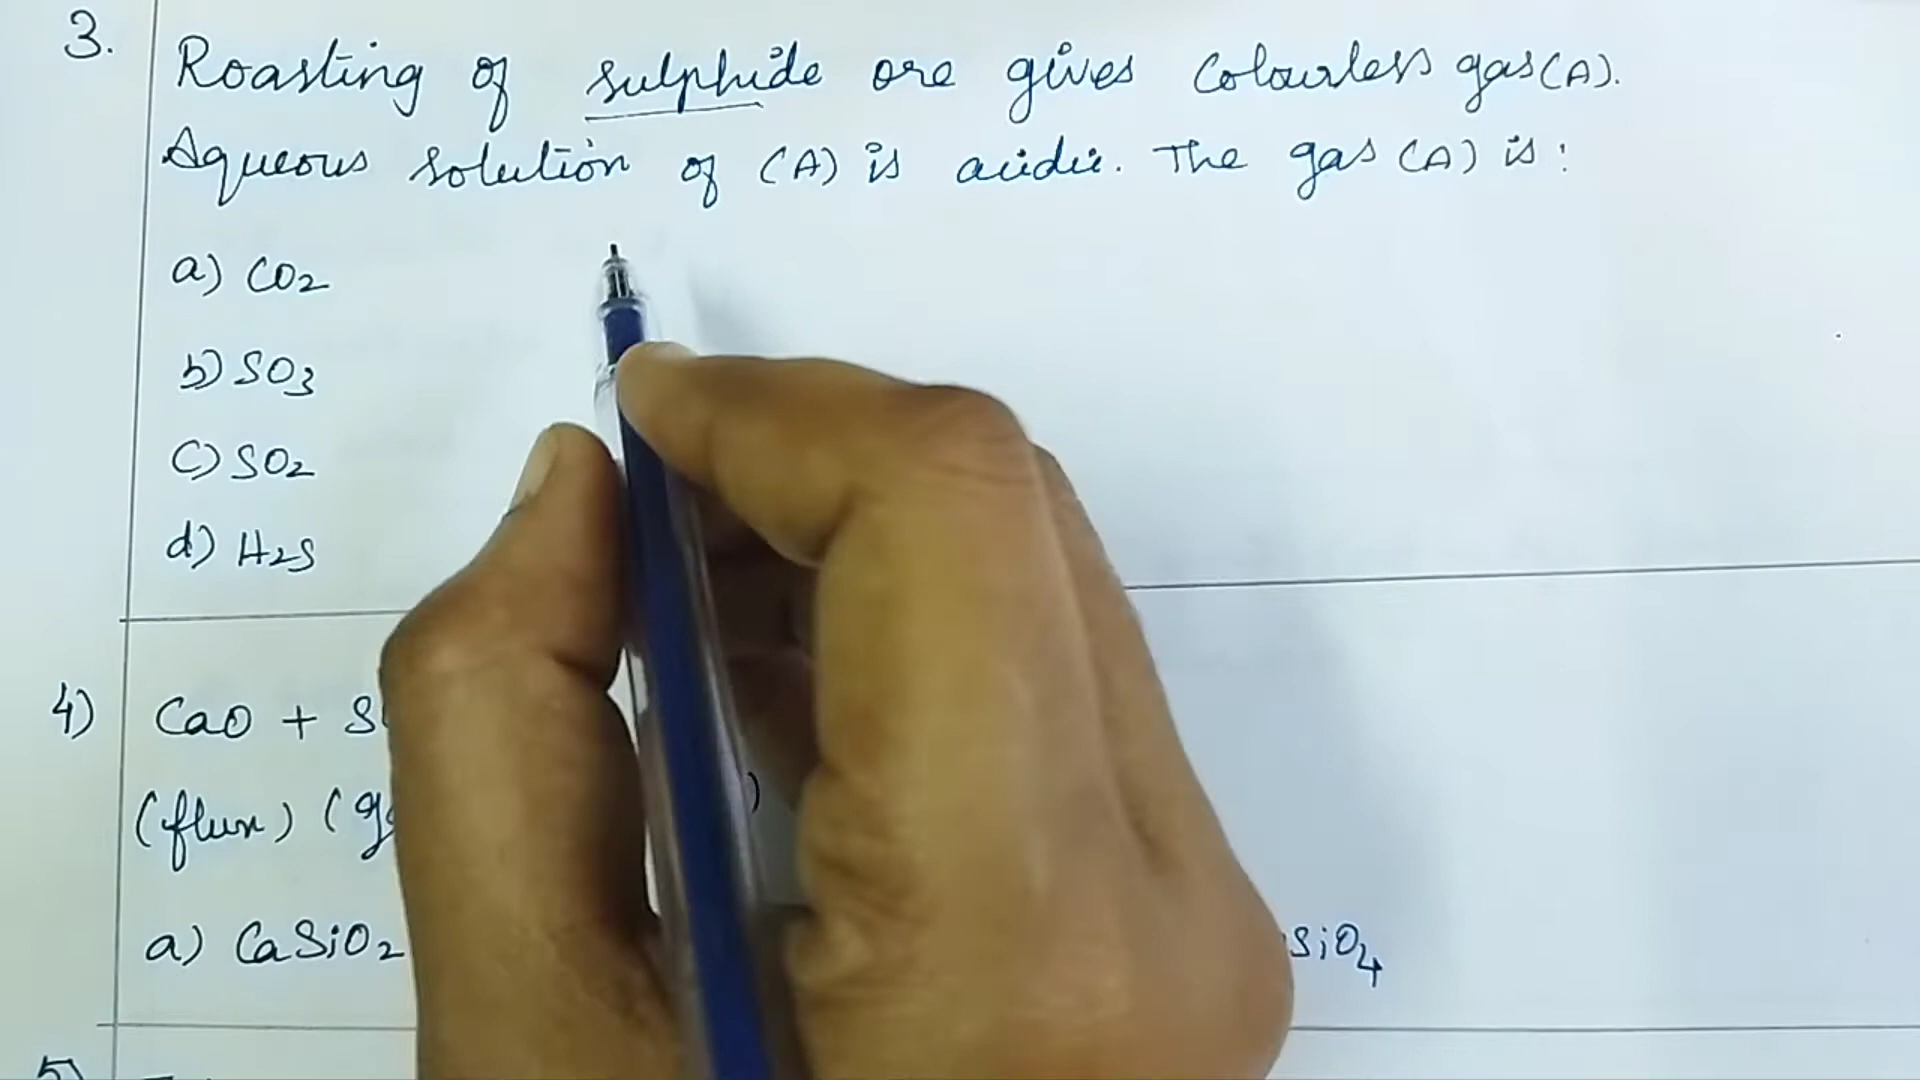 3.
Roasting of sulphide ore gives colourless gas (A).
Aqueous solution of (A) is acidic. The gas (A) is:
a) CO2
b) SO3
c) SO2
d) H2S
4) CaO + S
(flux) (g )
a) CaSiO2 SiO4
5)